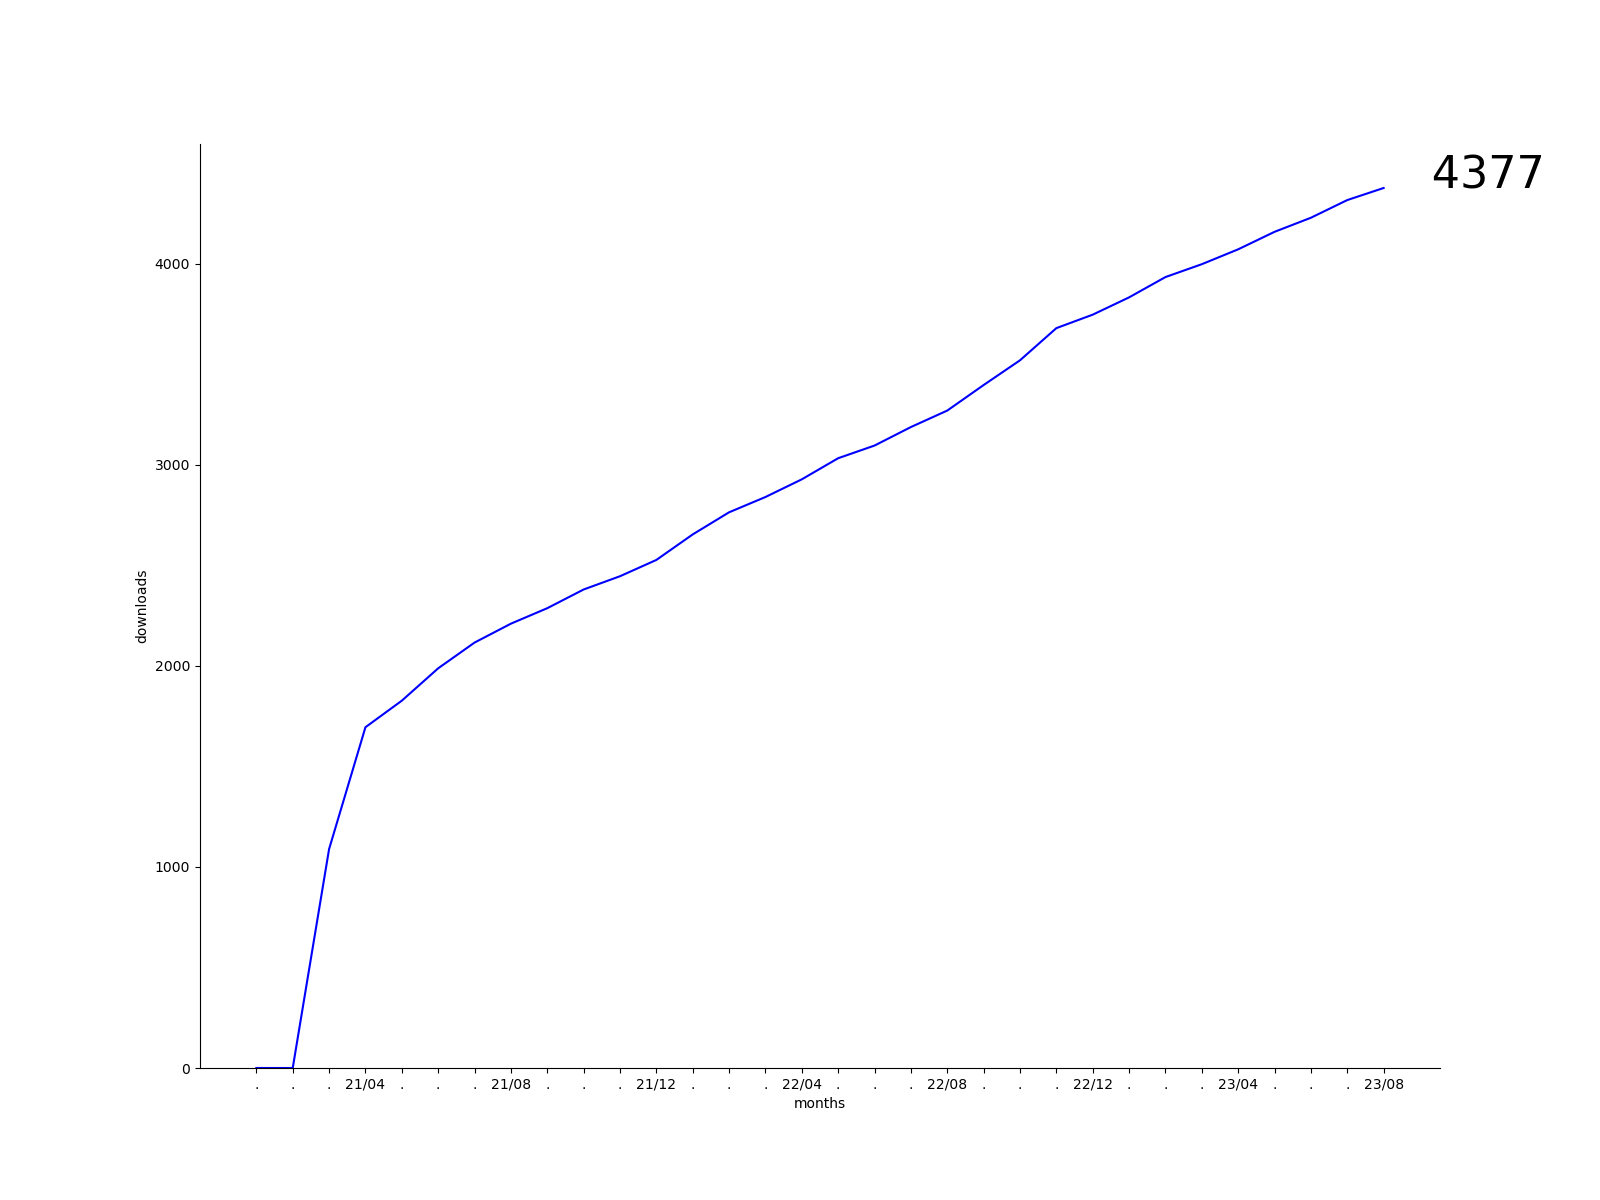 4377
4000
3000
downloads
2000
1000
0
. . . 21/04 . . . 21/08 . . . 21/12 . . . 22/04 . . . 22/08 . . . 22/12 . . . 23/04 . . . 23/08
months